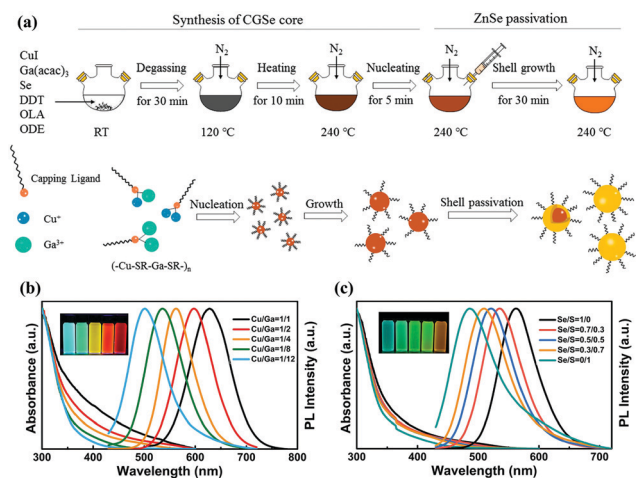 (a)
Synthesis of CGSe core
ZnSe passivation
CuI
Ga(acac)₃
Se
DDT
OLA
ODE
N₂
N₂
N₂
N₂
Degassing
for 30 min
Heating
for 10 min
Nucleating
for 5 min
Shell growth
for 30 min
RT
120 ℃
240 ℃
240 ℃
240 ℃
Capping Ligand
Cu⁺
Ga³⁺
(-Cu-SR-Ga-SR-)ₙ
Nucleation
Growth
Shell passivation
(b)
Absorbance (a.u.)
PL Intensity (a.u.)
Cu/Ga=1/1
Cu/Ga=1/2
Cu/Ga=1/4
Cu/Ga=1/8
Cu/Ga=1/12
300 400 500 600 700 800
Wavelength (nm)
(c)
Absorbance (a.u.)
PL Intensity (a.u.)
Se/S=1/0
Se/S=0.7/0.3
Se/S=0.5/0.5
Se/S=0.3/0.7
Se/S=0/1
300 400 500 600 700
Wavelength (nm)